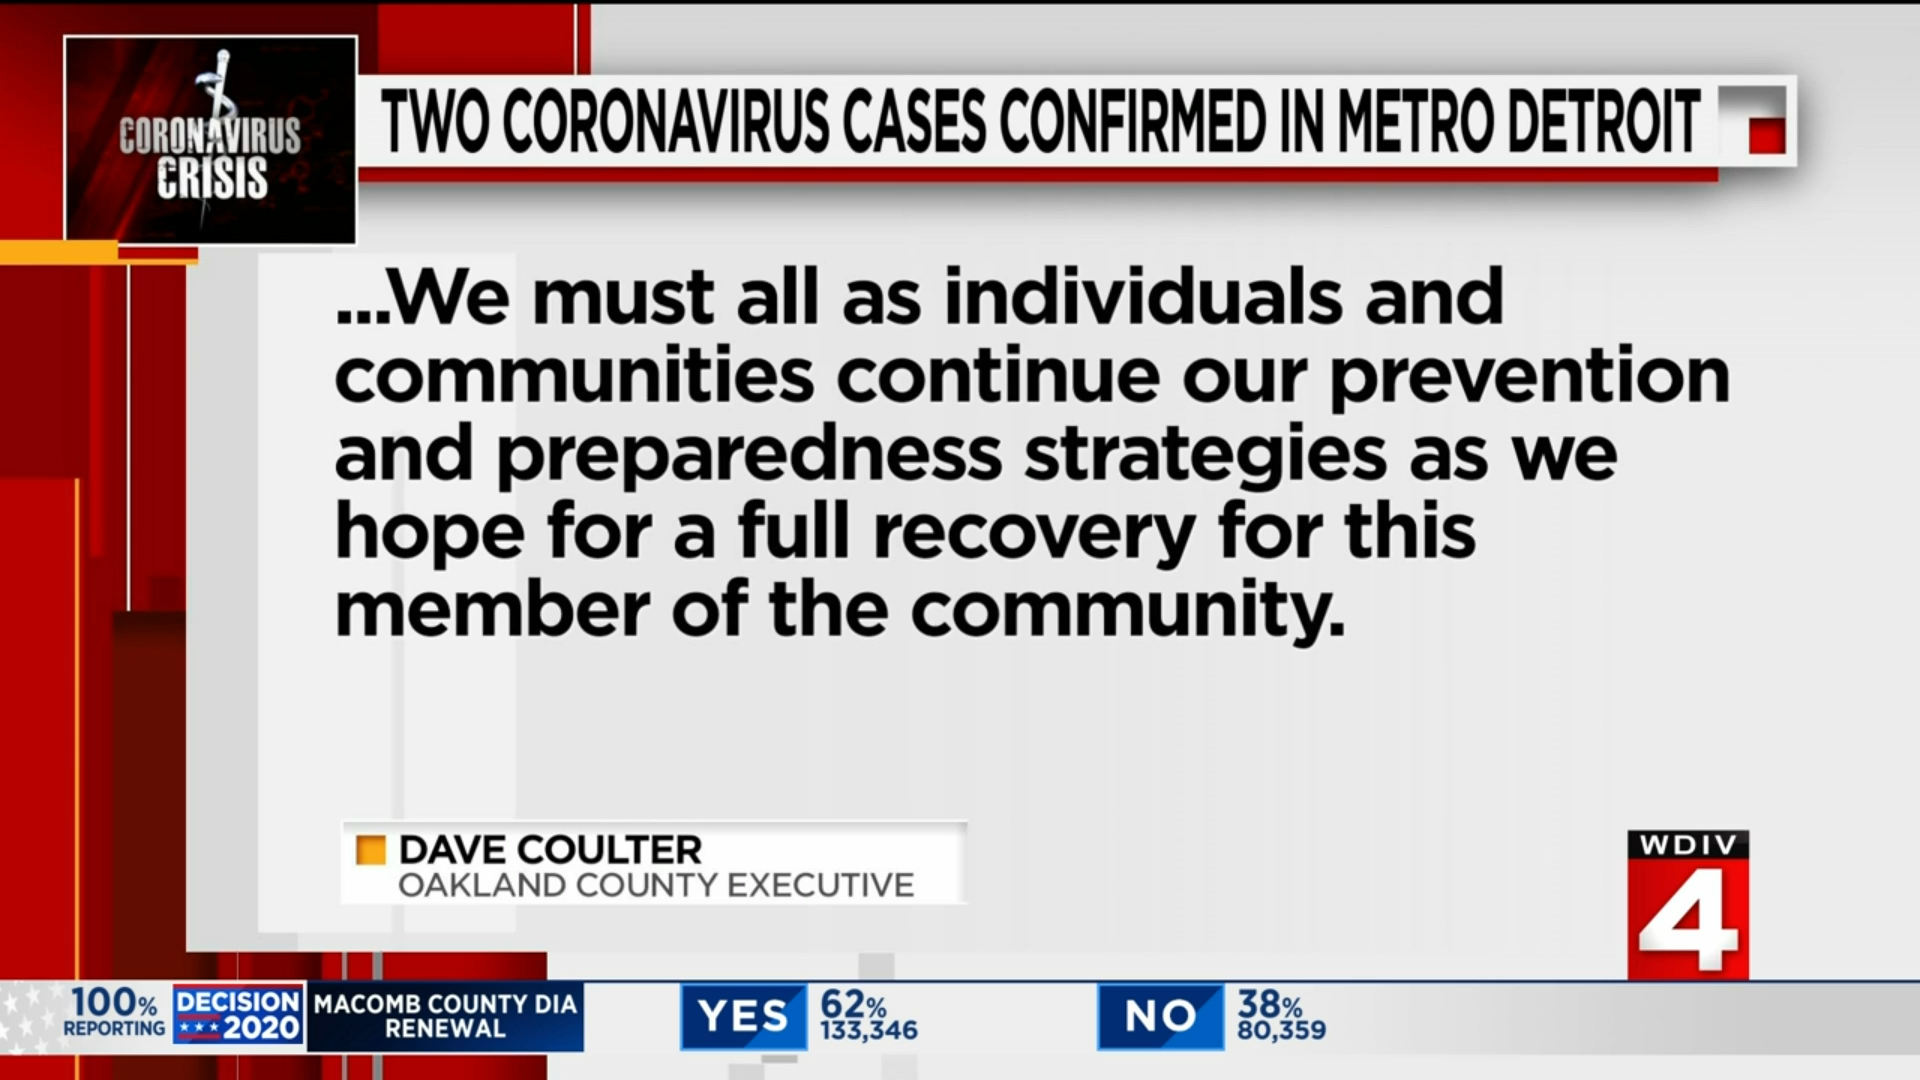 CORONAVIRUS
CRISIS
TWO CORONAVIRUS CASES CONFIRMED IN METRO DETROIT
...We must all as individuals and
communities continue our prevention
and preparedness strategies as we
hope for a full recovery for this
member of the community.
DAVE COULTER
OAKLAND COUNTY EXECUTIVE
WDIV
4
100%
REPORTING
DECISION
2020
MACOMB COUNTY DIA
RENEWAL
YES
62%
133,346
NO
38%
80,359